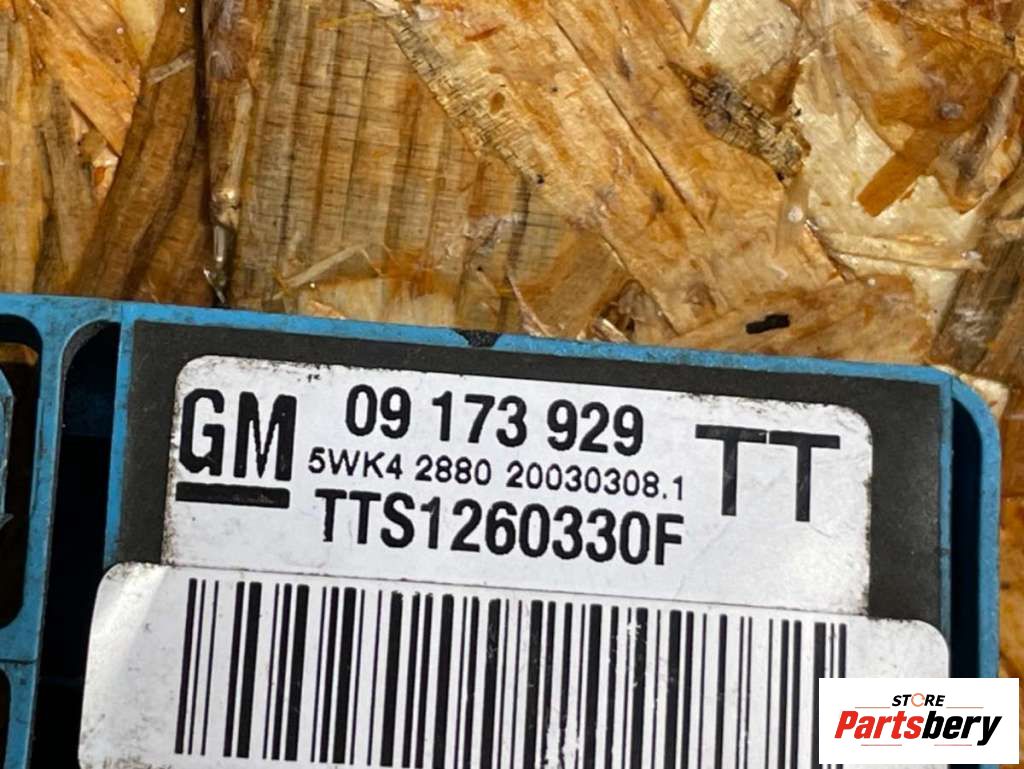 GM 09 173 929 TT
5WK4 2880 20030308.1
TTS1260330F
STORE
Partsbery